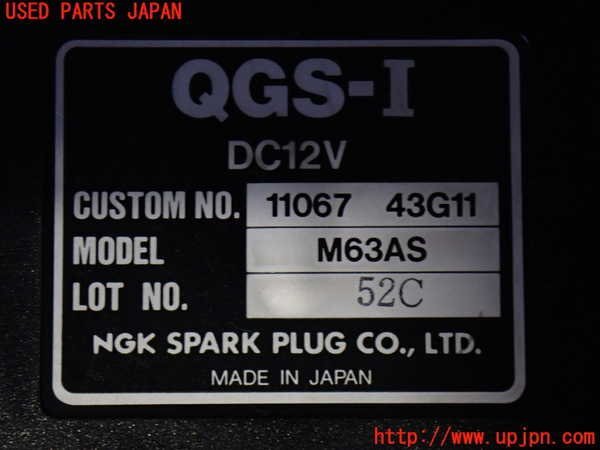 USED PARTS JAPAN
QGS-I
DC12V
CUSTOM NO. 11067 43G11
MODEL M63AS
LOT NO. 52C
NGK SPARK PLUG CO., LTD.
MADE IN JAPAN
http://www.upjpn.com/